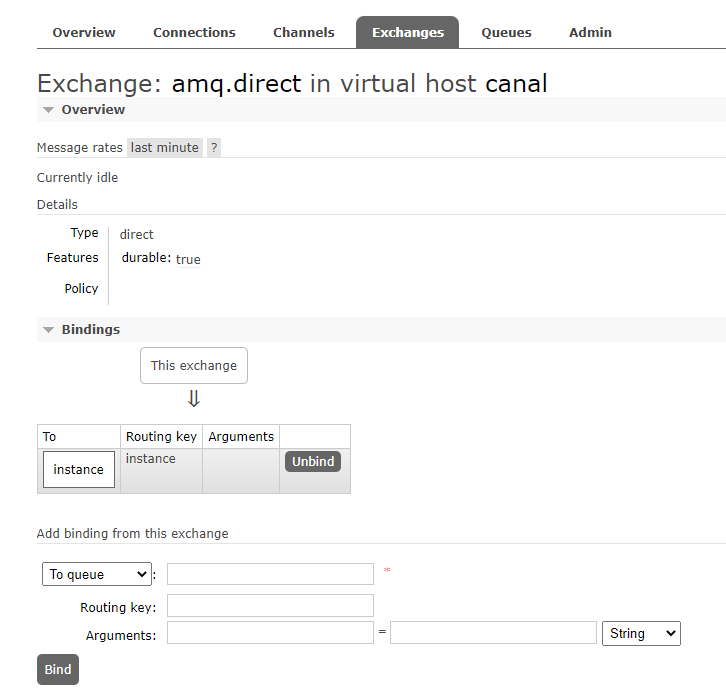 Overview Connections Channels Exchanges Queues Admin
Exchange: amq.direct in virtual host canal
Overview
Message rates last minute ?
Currently idle
Details
Type direct
Features durable: true
Policy
Bindings
This exchange
⇓
To Routing key Arguments
instance instance Unbind
Add binding from this exchange
To queue : *
Routing key:
Arguments: = String
Bind